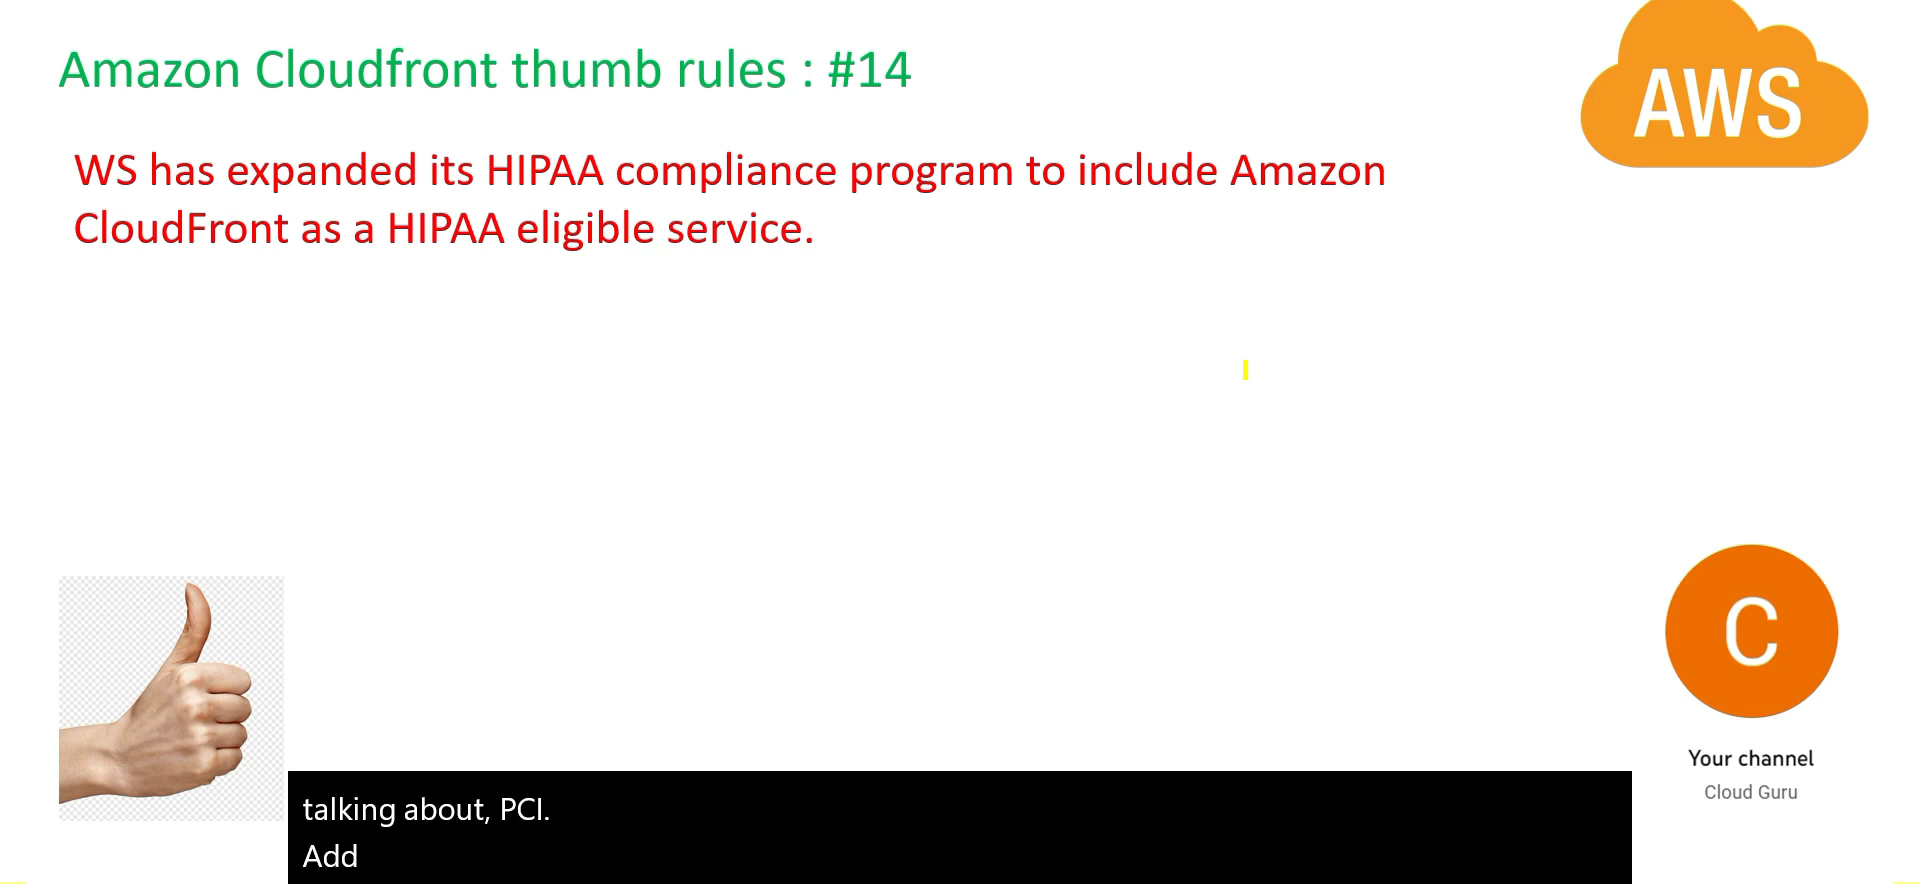 Amazon Cloudfront thumb rules : #14
AWS
WS has expanded its HIPAA compliance program to include Amazon
CloudFront as a HIPAA eligible service.
C
Your channel
Cloud Guru
talking about, PCI.
Add